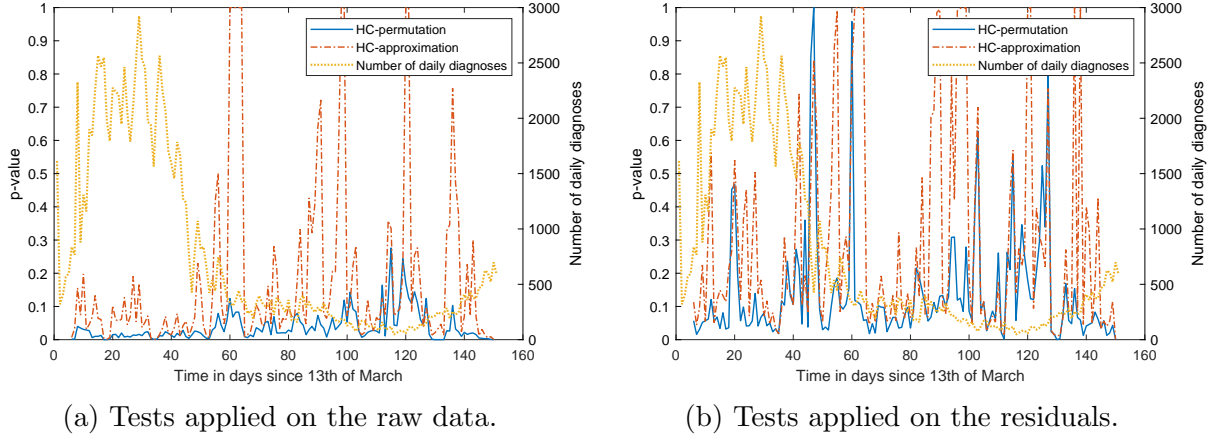 1
0.9
0.8
0.7
0.6
0.5
0.4
0.3
0.2
0.1
0
p-value
3000
2500
2000
1500
1000
500
0
Number of daily diagnoses
HC-permutation
HC-approximation
Number of daily diagnoses
0 20 40 60 80 100 120 140 160
Time in days since 13th of March
(a) Tests applied on the raw data.
1
0.9
0.8
0.7
0.6
0.5
0.4
0.3
0.2
0.1
0
p-value
3000
2500
2000
1500
1000
500
0
Number of daily diagnoses
HC-permutation
HC-approximation
Number of daily diagnoses
0 20 40 60 80 100 120 140 160
Time in days since 13th of March
(b) Tests applied on the residuals.